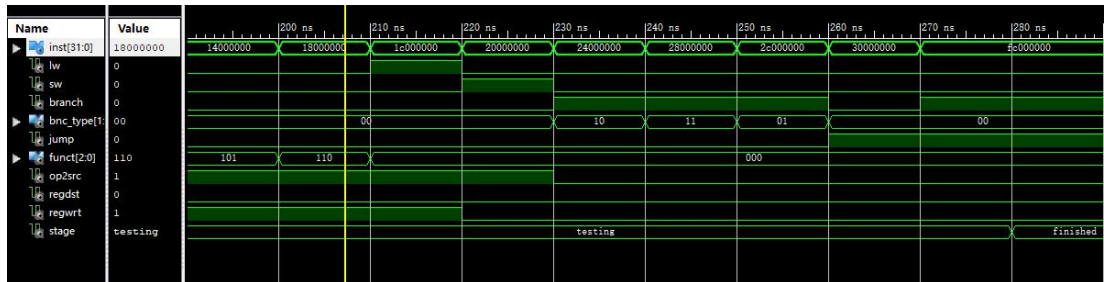 Name Value 200 ns 210 ns 220 ns 230 ns 240 ns 250 ns 260 ns 270 ns 280 ns
inst[31:0] 18000000 14000000 18000000 1c000000 20000000 24000000 28000000 2c000000 30000000 fc000000
lw 0
sw 0
branch 0
bnc_type[1: 00 00 10 11 01 00
jump 0
funct[2:0] 110 101 110 000
op2src 1
regdst 0
regwrt 1
stage testing testing finished